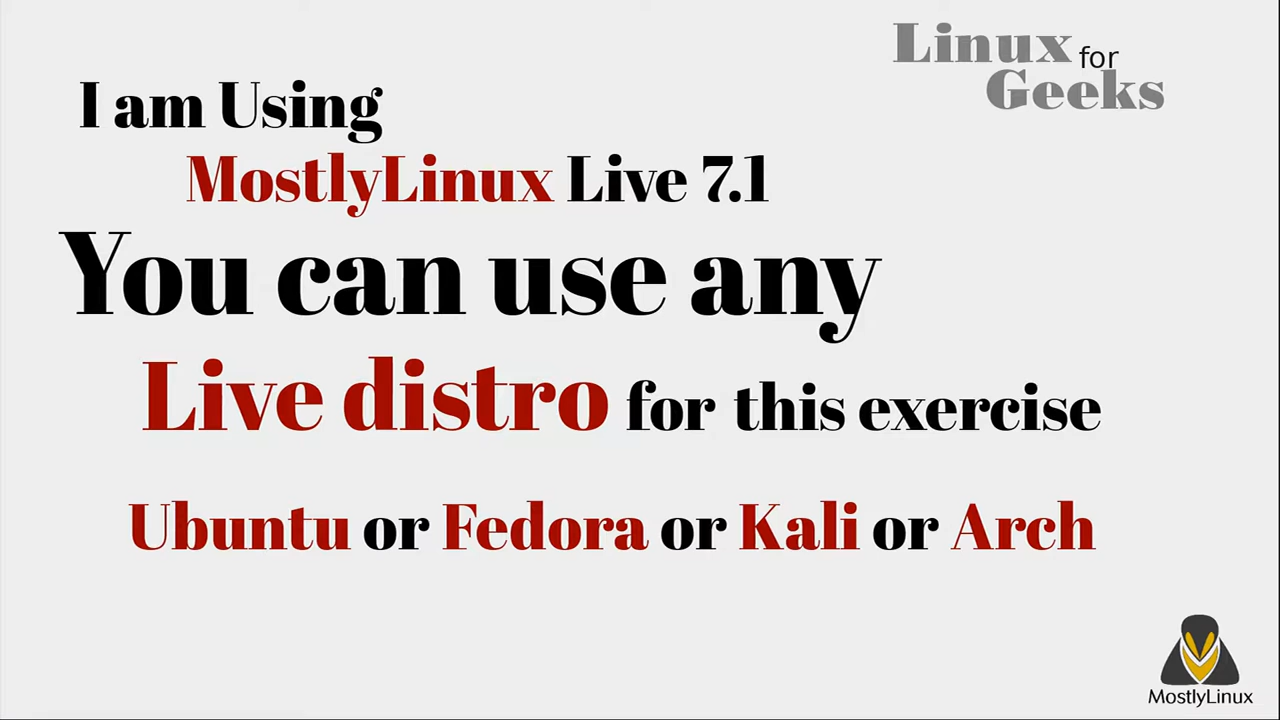 Linux for
Geeks
I am Using
MostlyLinux Live 7.1
You can use any
Live distro for this exercise
Ubuntu or Fedora or Kali or Arch
MostlyLinux